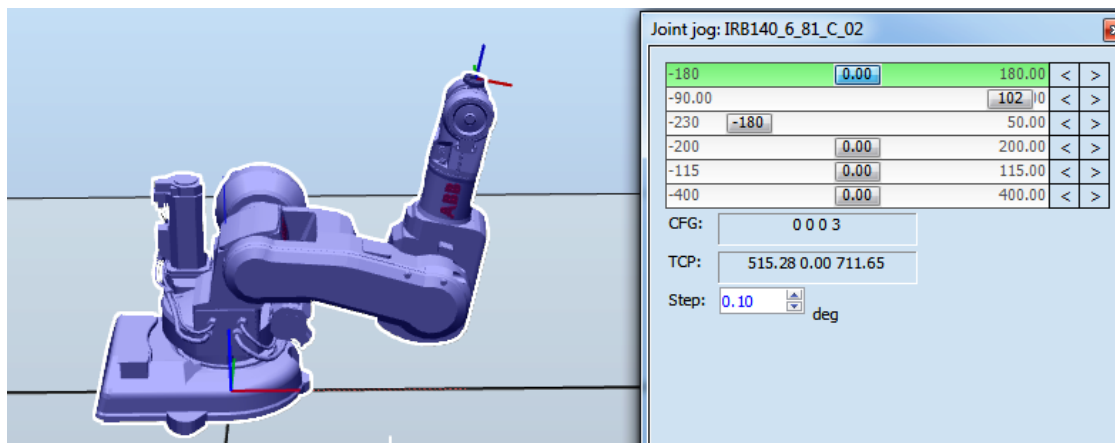 Joint jog: IRB140_6_81_C_02
-180 0.00 180.00 < >
-90.00 102 < >
-230 -180 50.00 < >
-200 0.00 200.00 < >
-115 0.00 115.00 < >
-400 0.00 400.00 < >
CFG: 0 0 0 3
TCP: 515.28 0.00 711.65
Step: 0.10 deg
ABB